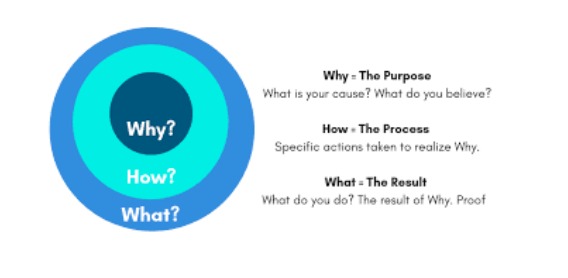 Why?
How?
What?
Why = The Purpose
What is your cause? What do you believe?
How = The Process
Specific actions taken to realize Why.
What = The Result
What do you do? The result of Why. Proof